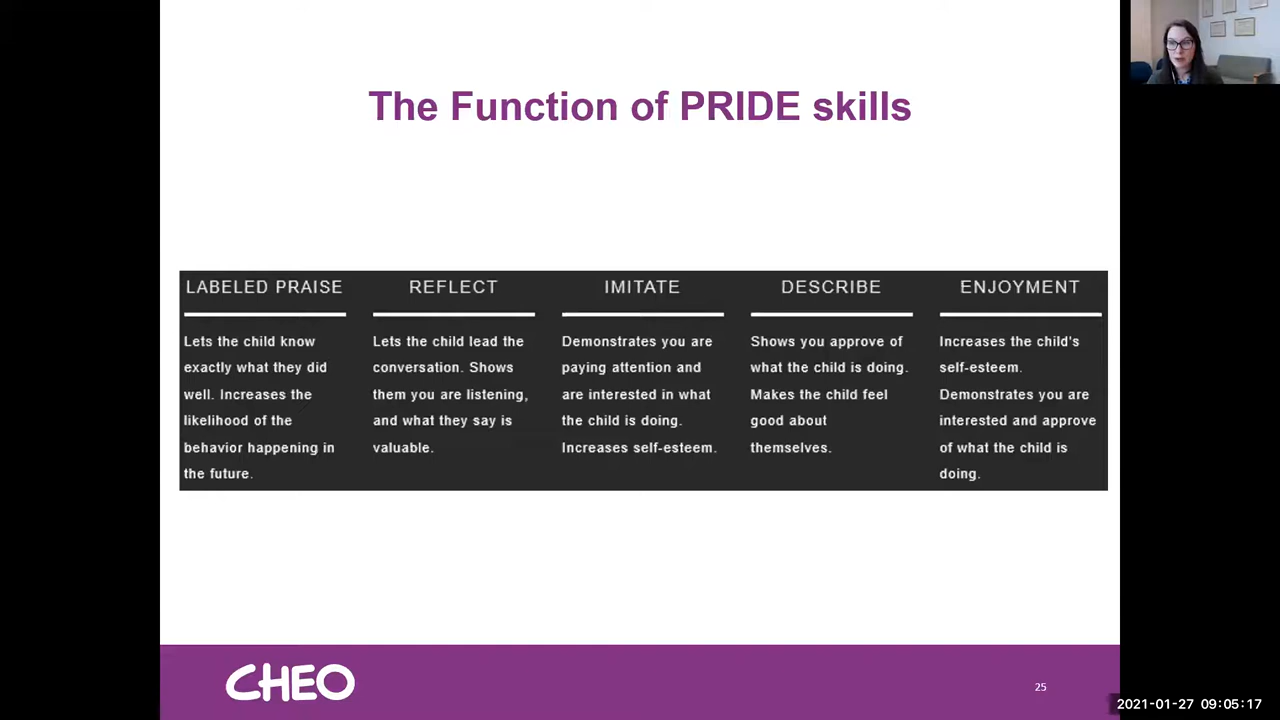 The Function of PRIDE skills
LABELED PRAISE
Lets the child know
exactly what they did
well. Increases the
likelihood of the
behavior happening in
the future.
REFLECT
Lets the child lead the
conversation. Shows
them you are listening,
and what they say is
valuable.
IMITATE
Demonstrates you are
paying attention and
are interested in what
the child is doing.
Increases self-esteem.
DESCRIBE
Shows you approve of
what the child is doing.
Makes the child feel
good about
themselves.
ENJOYMENT
Increases the child's
self-esteem.
Demonstrates you are
interested and approve
of what the child is
doing.
CHEO
25
2021-01-27 09:05:17